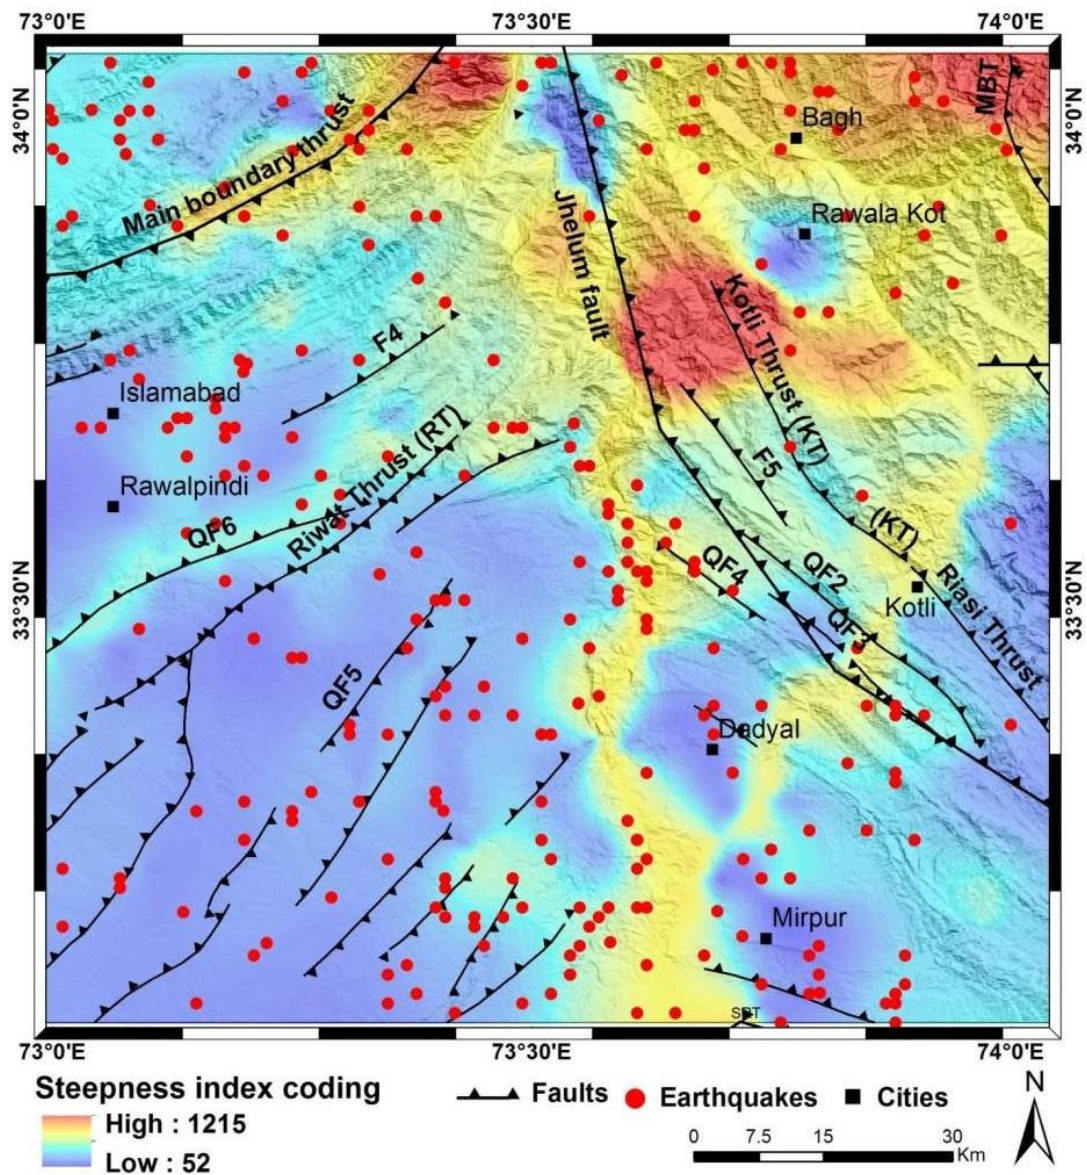 73°0'E 73°30'E 74°0'E
34°0'N
34°0'N
MBT
Bagh
Main boundary thrust
Rawala Kot
Jhelum fault
Kotli Thrust (KT)
F4
Islamabad
Riwat Thrust (RT)
F5
Rawalpindi
QF6
(KT)
QF4
QF2
33°30'N
33°30'N
Kotli
Riasi Thrust
QF3
QF5
Dadyal
Mirpur
SRT
73°0'E 73°30'E 74°0'E
Steepness index coding
High : 1215
Low : 52
Faults Earthquakes Cities
N
0 7.5 15 30
Km